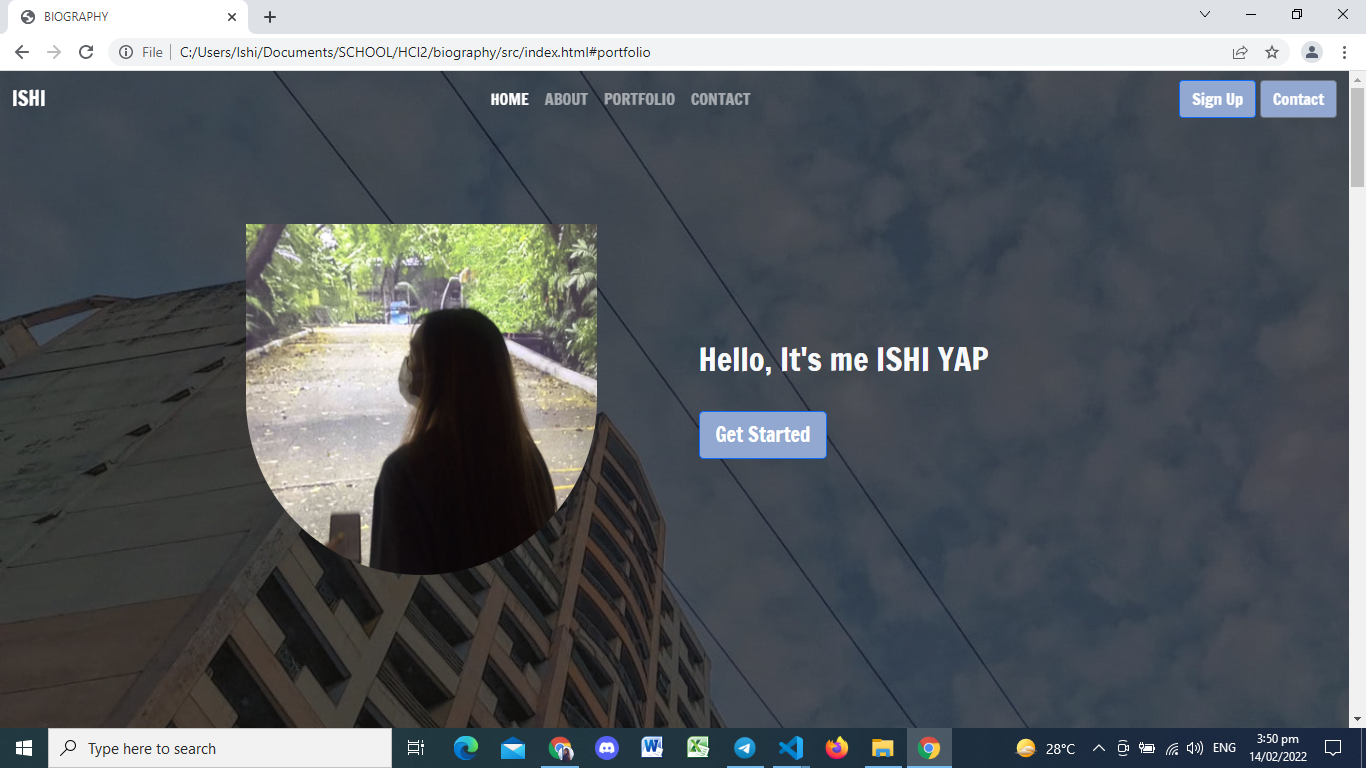 BIOGRAPHY
File
C:/Users/Ishi/Documents/SCHOOL/HCI2/biography/src/index.html#portfolio
ISHI
HOME ABOUT PORTFOLIO CONTACT
Sign Up Contact
Hello, It's me ISHI YAP
Get Started
Type here to search
28°C
ENG
3:50 pm
14/02/2022